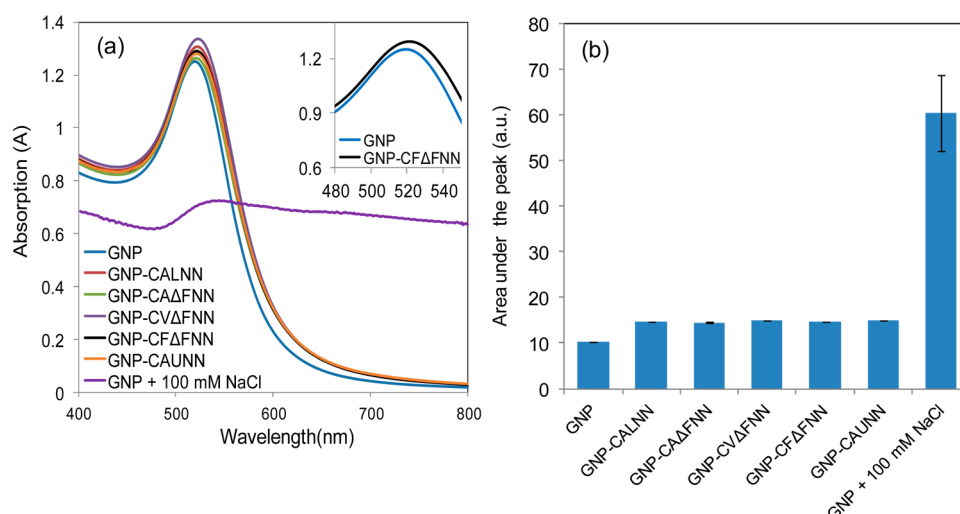 (a)
Absorption (A)
1.4
1.2
1
0.8
0.6
0.4
0.2
0
400
500
600
700
800
Wavelength(nm)
GNP
GNP-CALNN
GNP-CAΔFNN
GNP-CVΔFNN
GNP-CFΔFNN
GNP-CAUNN
GNP + 100 mM NaCl
1.2
0.9
0.6
480
500
520
540
GNP
GNP-CFΔFNN
(b)
Area under the peak (a.u.)
80
70
60
50
40
30
20
10
0
GNP
GNP-CALNN
GNP-CAΔFNN
GNP-CVΔFNN
GNP-CFΔFNN
GNP-CAUNN
GNP + 100 mM NaCl